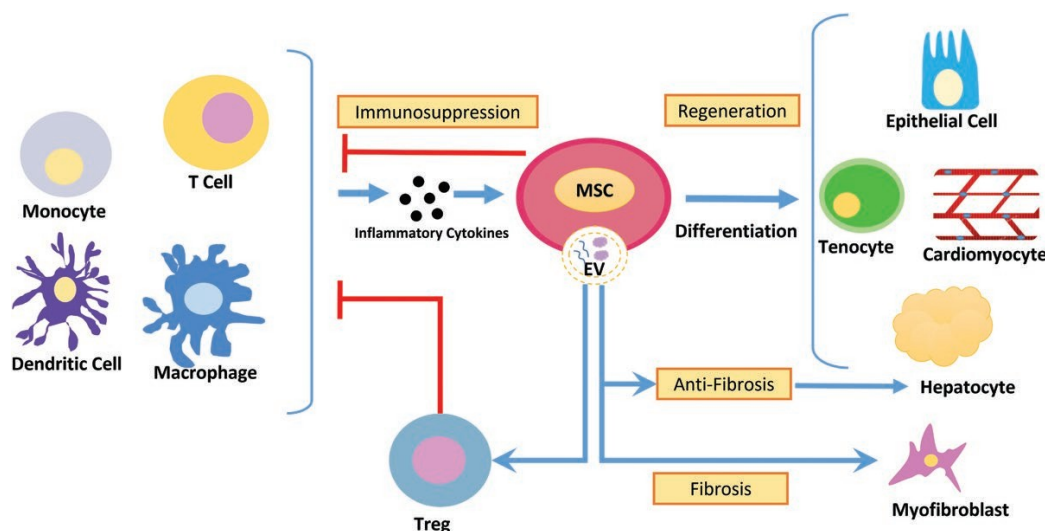 Immunosuppression
Regeneration
Epithelial Cell
T Cell
Monocyte
MSC
Inflammatory Cytokines
Differentiation
Tenocyte
Cardiomyocyte
EV
Dendritic Cell
Macrophage
Anti-Fibrosis
Hepatocyte
Treg
Fibrosis
Myofibroblast